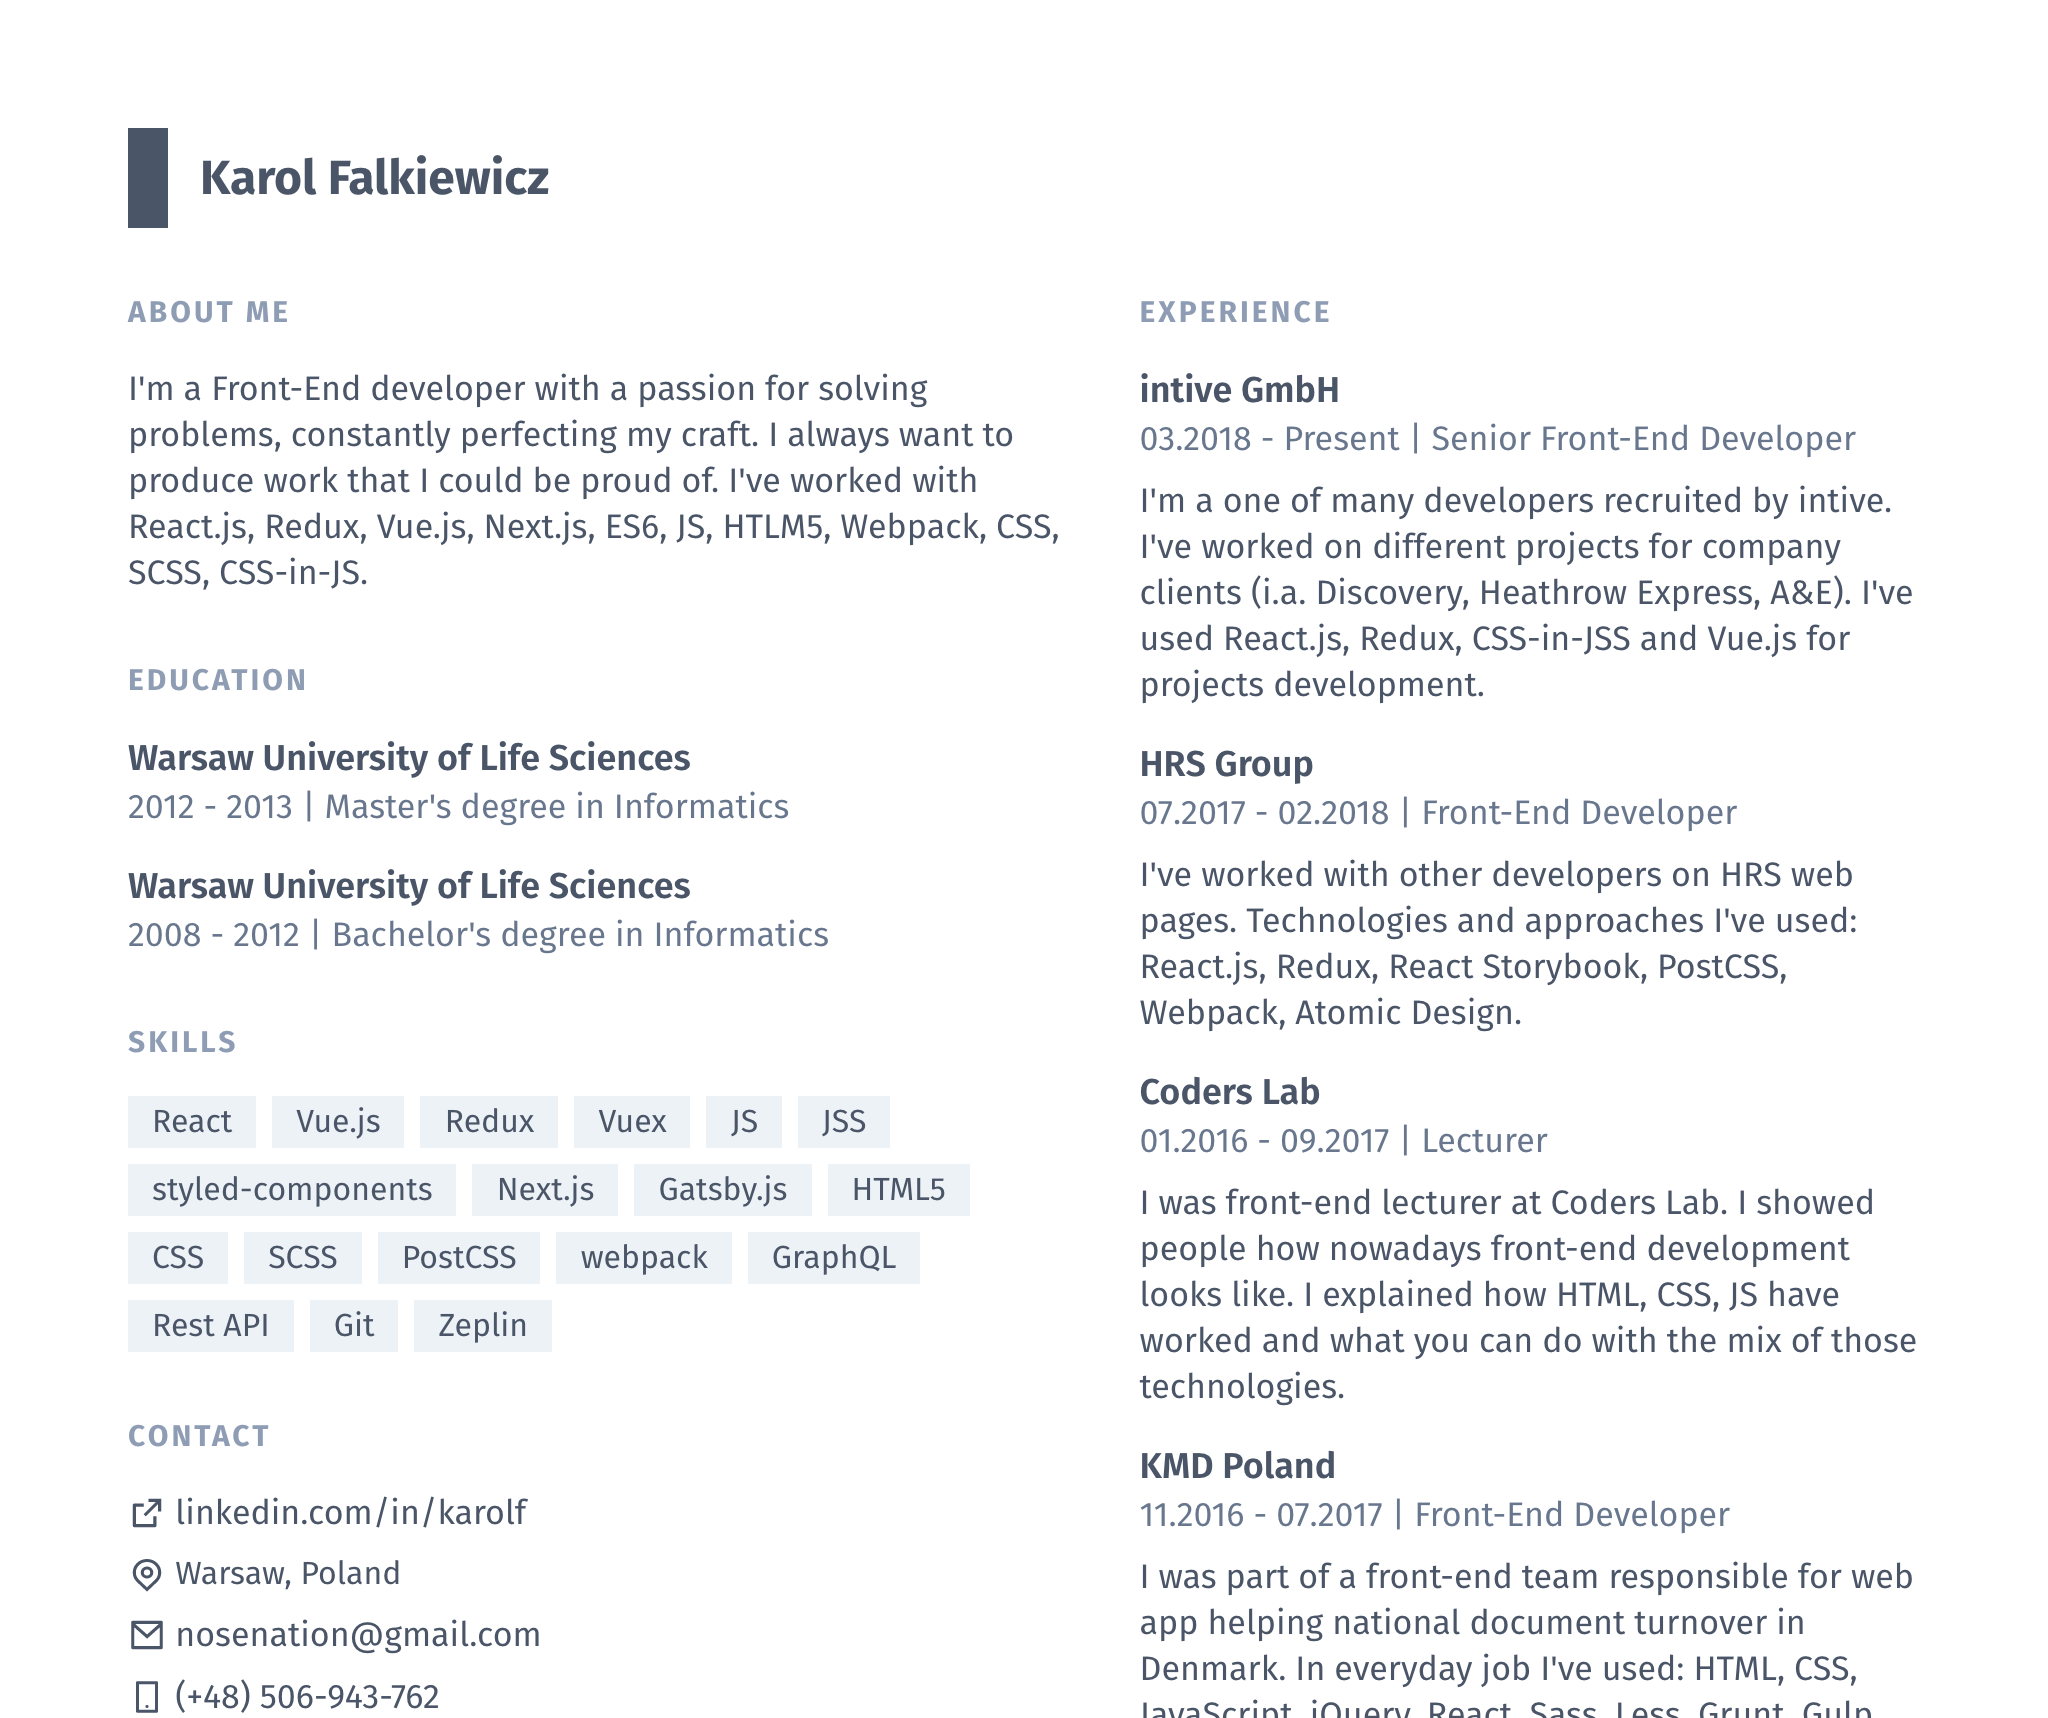 Karol Falkiewicz
ABOUT ME
I'm a Front-End developer with a passion for solving
problems, constantly perfecting my craft. I always want to
produce work that I could be proud of. I've worked with
React.js, Redux, Vue.js, Next.js, ES6, JS, HTLM5, Webpack, CSS,
SCSS, CSS-in-JS.
EDUCATION
Warsaw University of Life Sciences
2012 - 2013 | Master's degree in Informatics
Warsaw University of Life Sciences
2008 - 2012 | Bachelor's degree in Informatics
SKILLS
React Vue.js Redux Vuex JS JSS
styled-components Next.js Gatsby.js HTML5
CSS SCSS PostCSS webpack GraphQL
Rest API Git Zeplin
CONTACT
linkedin.com/in/karolf
Warsaw, Poland
nosenation@gmail.com
(+48) 506-943-762
EXPERIENCE
intive GmbH
03.2018 - Present | Senior Front-End Developer
I'm a one of many developers recruited by intive.
I've worked on different projects for company
clients (i.a. Discovery, Heathrow Express, A&E). I've
used React.js, Redux, CSS-in-JSS and Vue.js for
projects development.
HRS Group
07.2017 - 02.2018 | Front-End Developer
I've worked with other developers on HRS web
pages. Technologies and approaches I've used:
React.js, Redux, React Storybook, PostCSS,
Webpack, Atomic Design.
Coders Lab
01.2016 - 09.2017 | Lecturer
I was front-end lecturer at Coders Lab. I showed
people how nowadays front-end development
looks like. I explained how HTML, CSS, JS have
worked and what you can do with the mix of those
technologies.
KMD Poland
11.2016 - 07.2017 | Front-End Developer
I was part of a front-end team responsible for web
app helping national document turnover in
Denmark. In everyday job I've used: HTML, CSS,
JavaScript, jQuery, React, Sass, Less, Grunt, Gulp